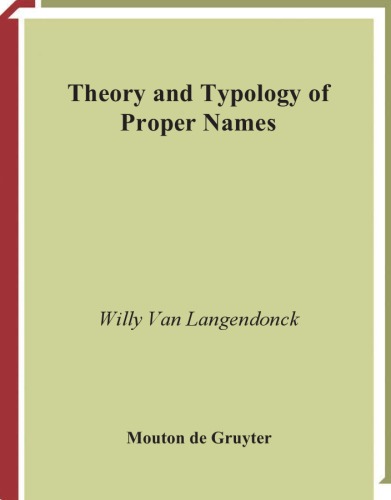 Theory and Typology of
Proper Names
Willy Van Langendonck
Mouton de Gruyter